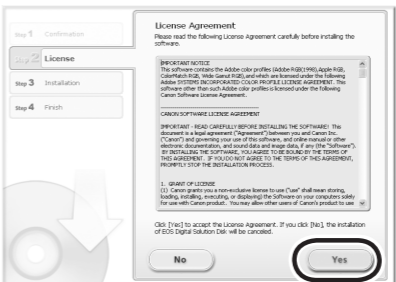 Step 1 Confirmation
Step 2 License
Step 3 Installation
Step 4 Finish
License Agreement
Please read the following License Agreement carefully before installing the
software.
IMPORTANT NOTICE
This software contains the Adobe color profiles (Adobe RGB(1998),Apple RGB,
ColorMatch RGB, Wide Gamut RGB),and which are licensed under the following
Adobe SYSTEMS INCORPORATED COLOR PROFILE LICENSE AGREEMENT. This
software other than such Adobe color profiles is licensed under the following
Canon Software License Agreement.
CANON SOFTWARE LICENSE AGREEMENT
IMPORTANT - READ CAREFULLY BEFORE INSTALLING THE SOFTWARE! This
document is a legal agreement ("Agreement") between you and Canon Inc.
("Canon") and governing your use of the software, and online manual or other
electronic documentation, and sound data and image data, if any (the "Software").
BY INSTALLING THE SOFTWARE, YOU AGREE TO BE BOUND BY THE TERMS OF
THIS AGREEMENT. IF YOU DO NOT AGREE TO THE TERMS OF THIS AGREEMENT,
PROMPTLY STOP THE INSTALLATION PROCESS.
1. GRANT OF LICENSE
(1) Canon grants you a non-exclusive license to use ("use" shall mean storing,
loading, installing, executing, or displaying) the Software on your computers solely
for use with Canon product. You may allow other users of Canon's product to use
Click [Yes] to accept the License Agreement. If you click [No], the installation
of EOS Digital Solution Disk will be canceled.
No
Yes